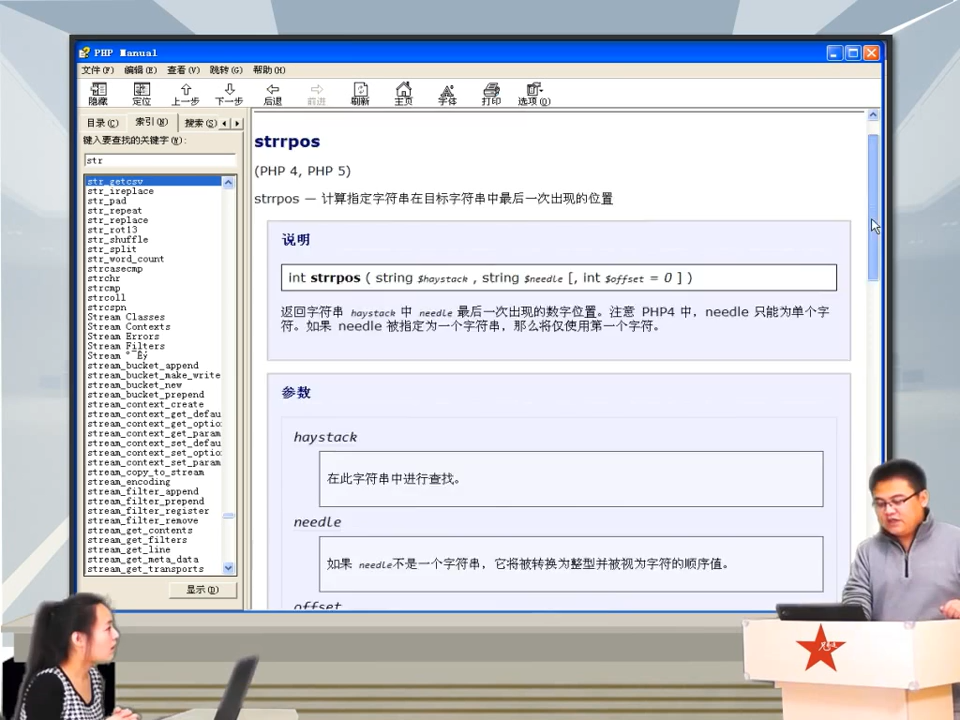 PHP Manual
文件(F) 编辑(E) 查看(V) 跳转(G) 帮助(H)
隐藏 定位 上一步 下一步 后退 前进 刷新 主页 字体 打印 选项(O)
目录(C) 索引(N) 搜索(S)
键入要查找的关键字(W):
str
str_getcsv
str_ireplace
str_pad
str_repeat
str_replace
str_rot13
str_shuffle
str_split
str_word_count
strcasecmp
strchr
strcmp
strcoll
strcspn
Stream Classes
Stream Contexts
Stream Errors
Stream Filters
Stream
stream_bucket_append
stream_bucket_make_write
stream_bucket_new
stream_bucket_prepend
stream_context_create
stream_context_get_defau
stream_context_get_optio
stream_context_get_param
stream_context_set_defau
stream_context_set_optio
stream_context_set_param
stream_copy_to_stream
stream_encoding
stream_filter_append
stream_filter_prepend
stream_filter_register
stream_filter_remove
stream_get_contents
stream_get_filters
stream_get_line
stream_get_meta_data
stream_get_transports
显示(D)
strrpos
(PHP 4, PHP 5)
strrpos — 计算指定字符串在目标字符串中最后一次出现的位置
说明
int strrpos ( string $haystack , string $needle [, int $offset = 0 ] )
返回字符串 haystack 中 needle 最后一次出现的数字位置。注意 PHP4 中，needle 只能为单个字
符。如果 needle 被指定为一个字符串，那么将仅使用第一个字符。
参数
haystack
在此字符串中进行查找。
needle
如果 needle不是一个字符串，它将被转换为整型并被视为字符的顺序值。
offset